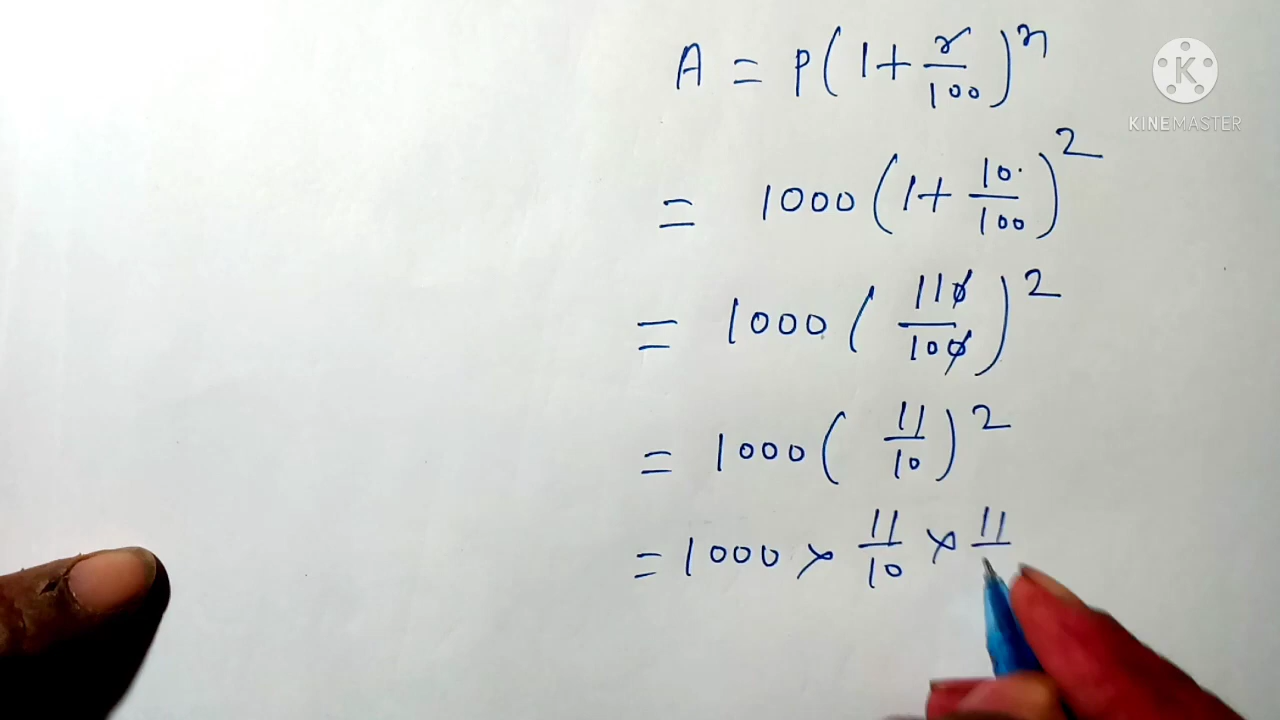 A = P(1+r/100)^n
KINEMASTER
= 1000(1+10/100)^2
= 1000(110/100)^2
= 1000(11/10)^2
= 1000 × 11/10 × 11/